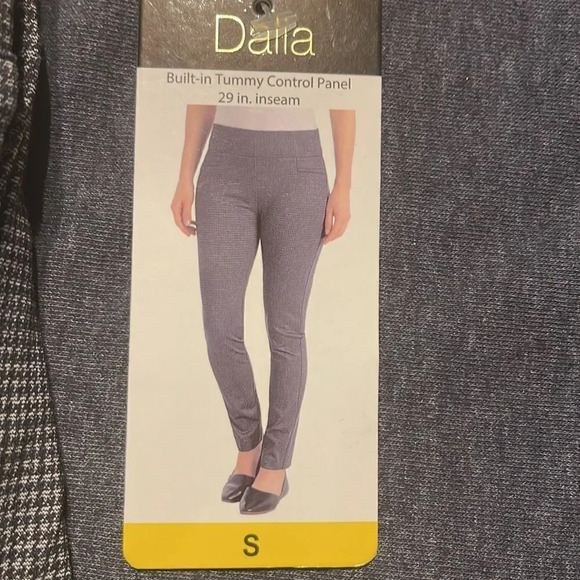 Dalia
Built-in Tummy Control Panel
29 in. inseam
S